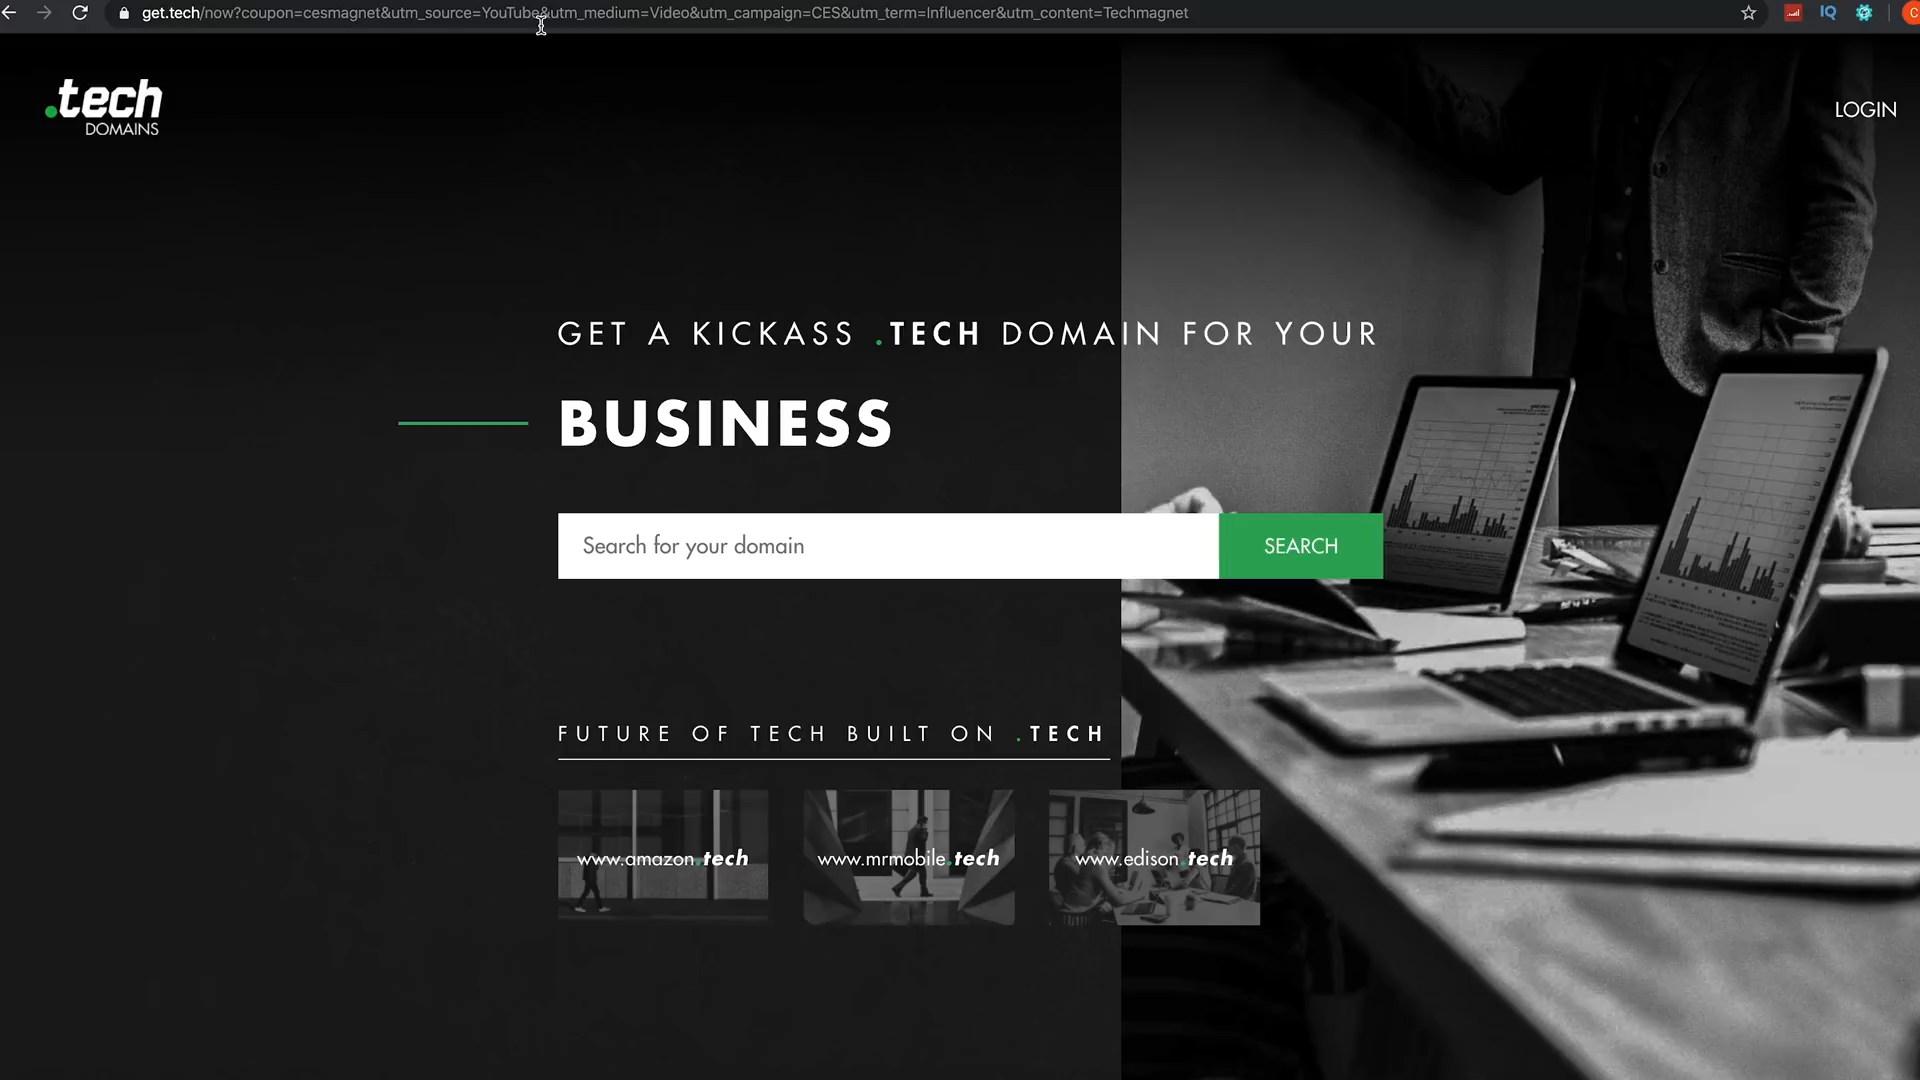 get.tech/now?coupon=cesmagnet&utm_source=YouTube&utm_medium=Video&utm_campaign=CES&utm_term=Influencer&utm_content=Techmagnet
IQ
C
.tech
DOMAINS
LOGIN
GET A KICKASS .TECH DOMAIN FOR YOUR
BUSINESS
Search for your domain
SEARCH
FUTURE OF TECH BUILT ON .TECH
www.amazon.tech
www.mrmobile.tech
www.edison.tech